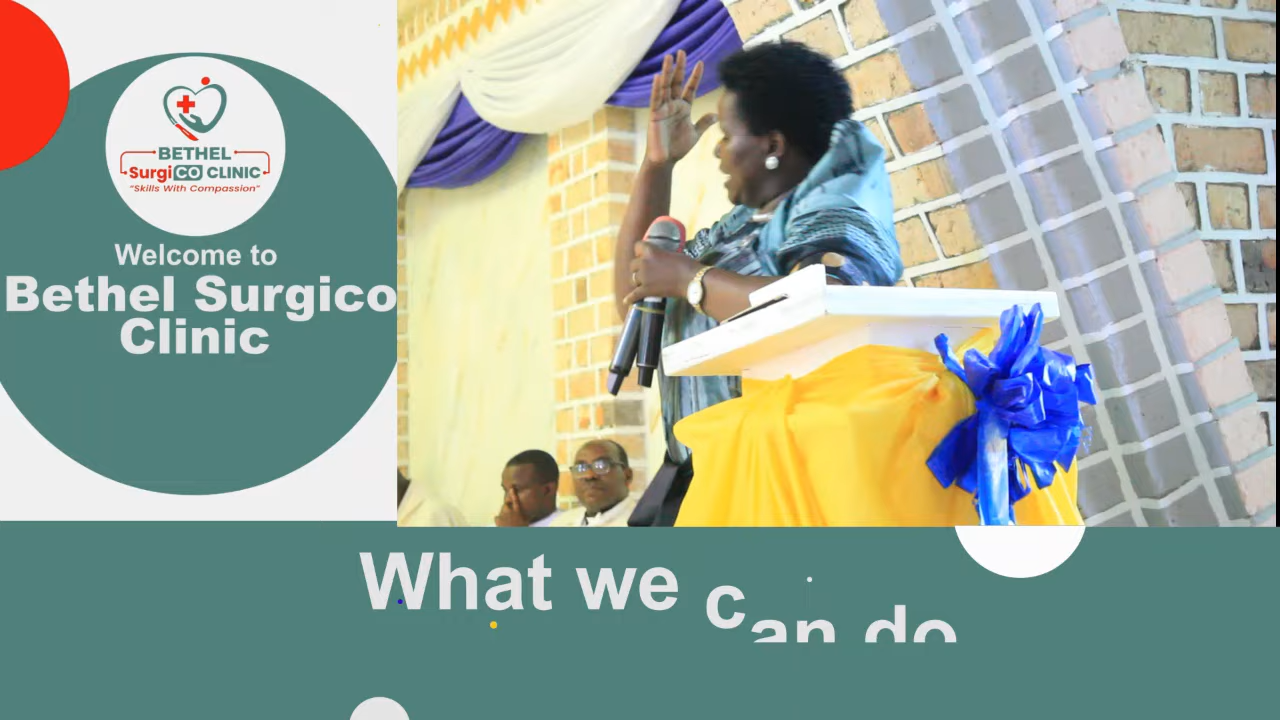 BETHEL
SurgiCO CLINIC
"Skills With Compassion"
Welcome to
Bethel Surgico
Clinic
What we can do